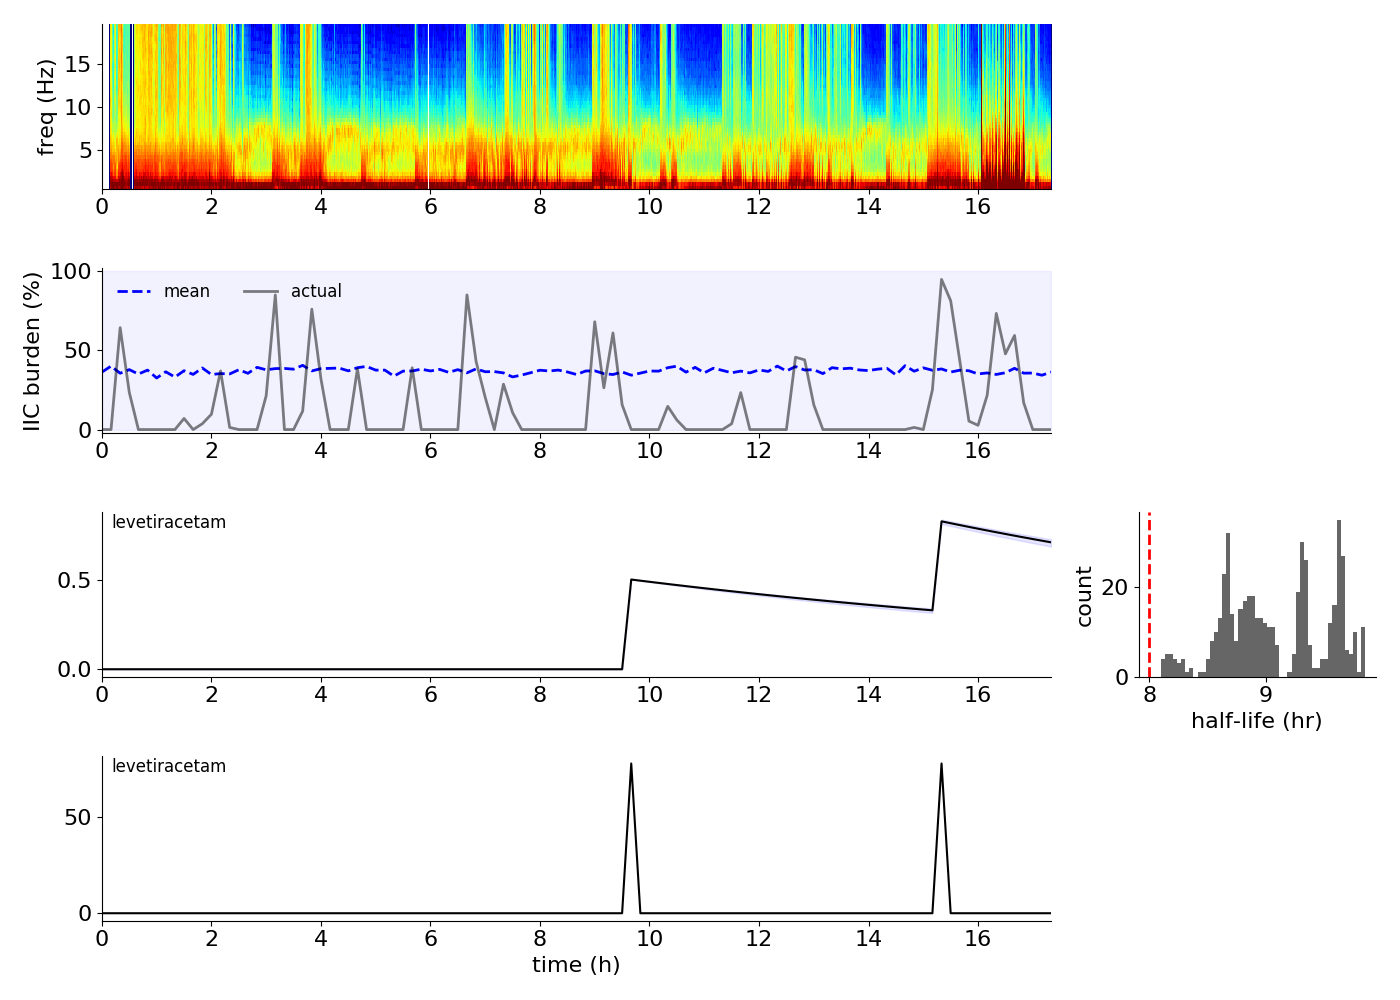 freq (Hz)
15
10
5
0 2 4 6 8 10 12 14 16
IIC burden (%)
100
50
0
mean actual
0 2 4 6 8 10 12 14 16
levetiracetam
0.5
0.0
0 2 4 6 8 10 12 14 16
count
20
0
8 9
half-life (hr)
levetiracetam
50
0
0 2 4 6 8 10 12 14 16
time (h)